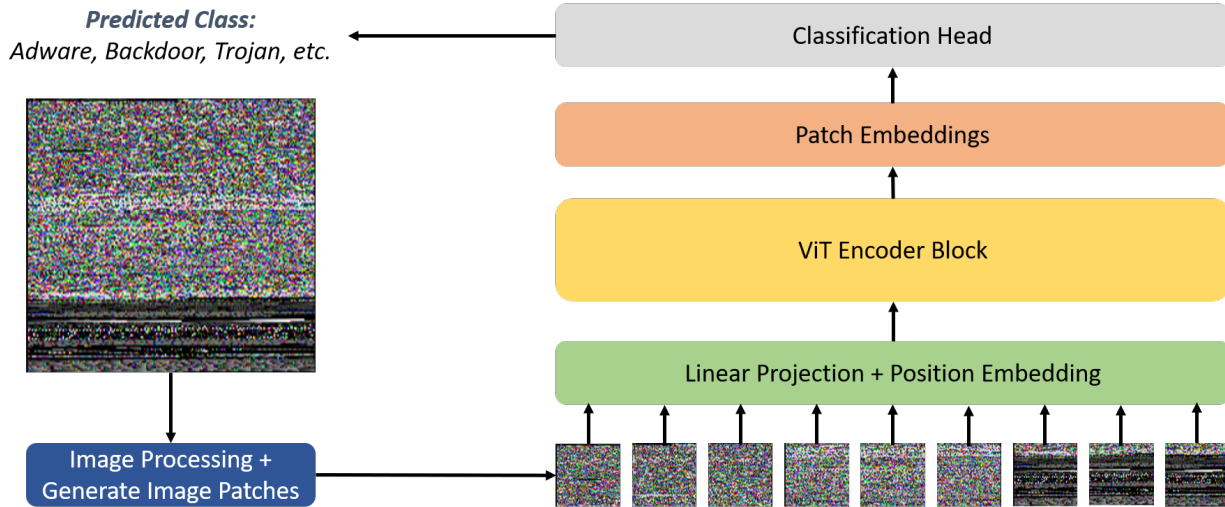 Predicted Class:
Adware, Backdoor, Trojan, etc.
Classification Head
Patch Embeddings
ViT Encoder Block
Linear Projection + Position Embedding
Image Processing +
Generate Image Patches